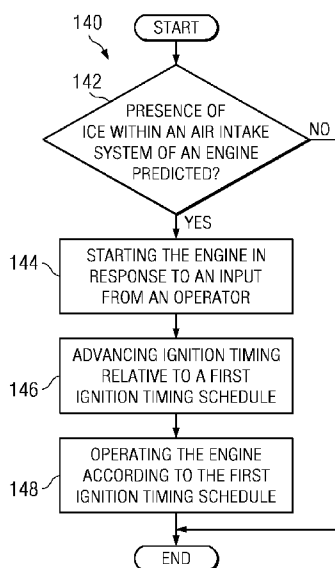 140
START
142
PRESENCE OF
ICE WITHIN AN AIR INTAKE
SYSTEM OF AN ENGINE
PREDICTED?
NO
YES
144
STARTING THE ENGINE IN
RESPONSE TO AN INPUT
FROM AN OPERATOR
146
ADVANCING IGNITION TIMING
RELATIVE TO A FIRST
IGNITION TIMING SCHEDULE
148
OPERATING THE ENGINE
ACCORDING TO THE FIRST
IGNITION TIMING SCHEDULE
END